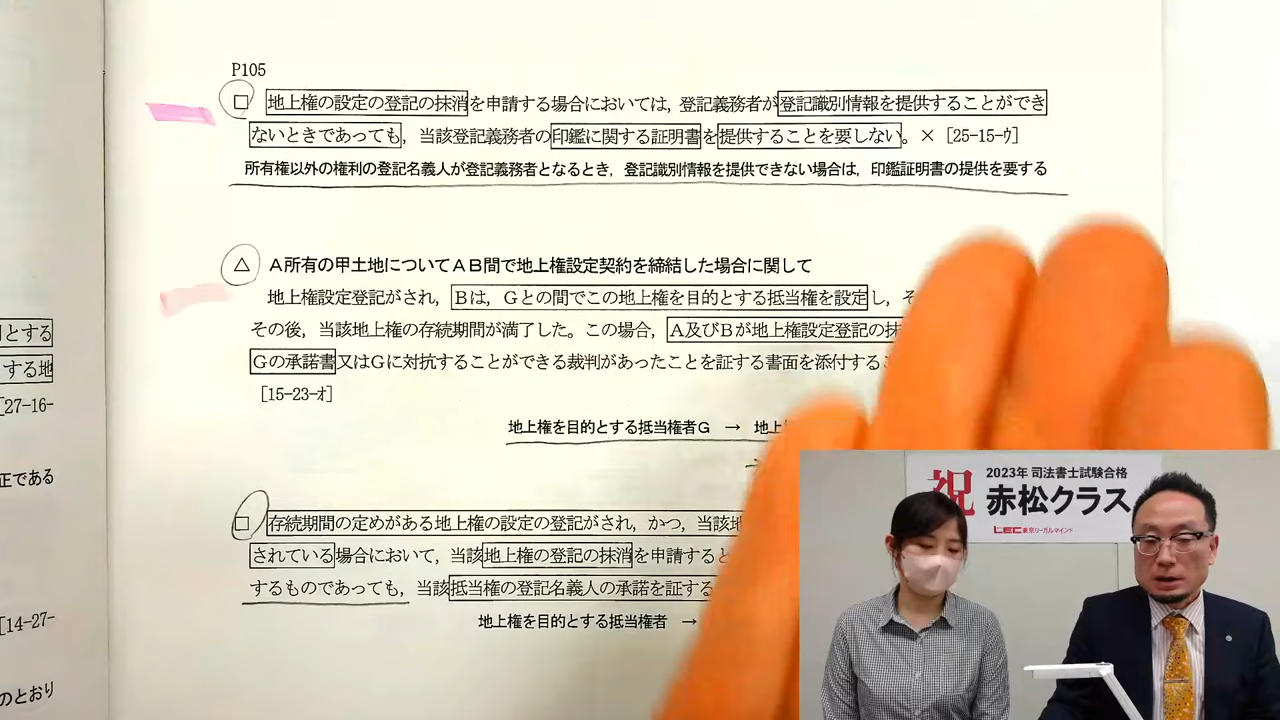 P105
□ 地上権の設定の登記の抹消を申請する場合においては，登記義務者が登記識別情報を提供することができ
ないときであっても，当該登記義務者の印鑑に関する証明書を提供することを要しない。× [25-15-ｳ]
所有権以外の権利の登記名義人が登記義務者となるとき，登記識別情報を提供できない場合は，印鑑証明書の提供を要する
△ A所有の甲土地についてAB間で地上権設定契約を締結した場合に関して
地上権設定登記がされ，Bは，Gとの間でこの地上権を目的とする抵当権を設定し，そ
その後，当該地上権の存続期間が満了した。この場合，A及びBが地上権設定登記の抹
Gの承諾書又はGに対抗することができる裁判があったことを証する書面を添付するこ
[15-23-ｵ]
地上権を目的とする抵当権者G → 地上
□ 存続期間の定めがある地上権の設定の登記がされ，かつ，当該地
されている場合において，当該地上権の登記の抹消を申請すると
するものであっても，当該抵当権の登記名義人の承諾を証する
地上権を目的とする抵当権者 →
とする
する地
[27-16-
正である
[14-27-
のとおり
祝
2023年 司法書士試験合格
赤松クラス
LEC東京リーガルマインド